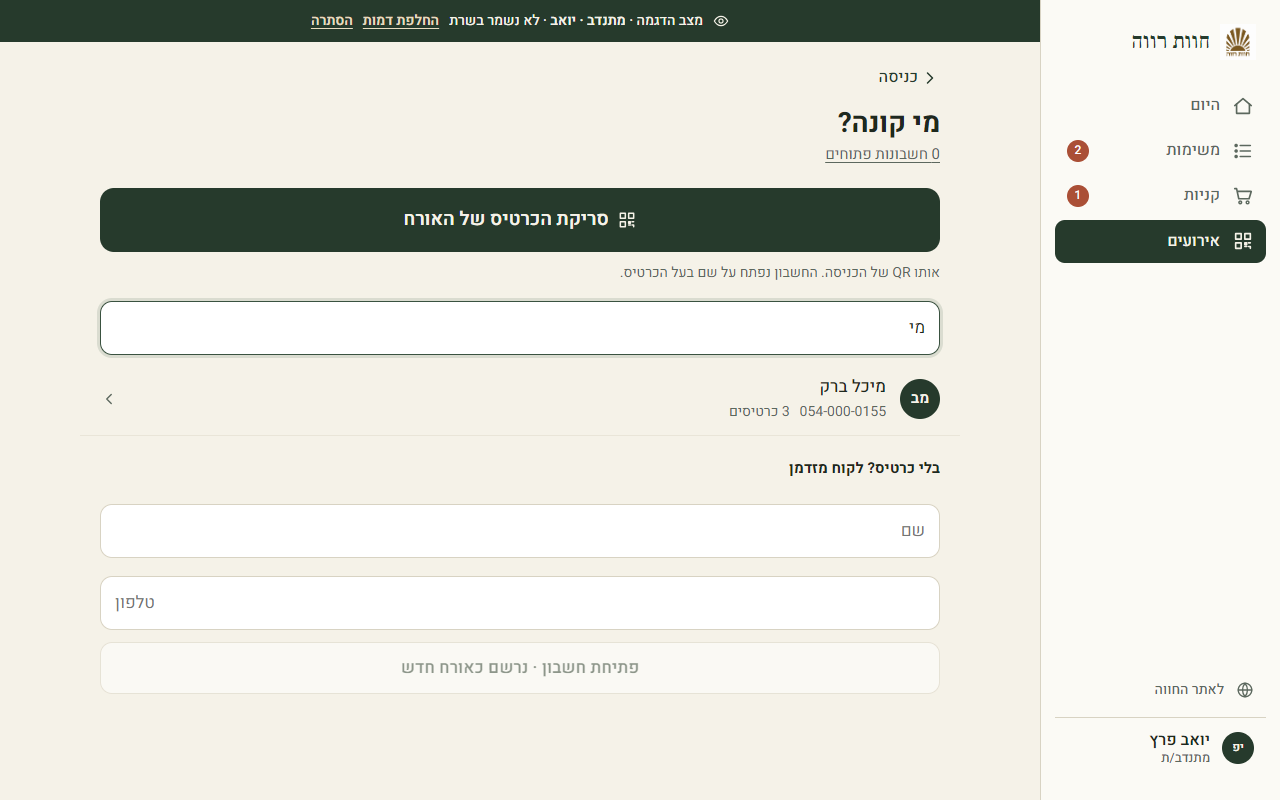 מצב הדגמה · מתנדב · יואב · לא נשמר בשרת החלפת דמות הסתרה
חוות רווה
היום
משימות 2
קניות 1
אירועים
כניסה
מי קונה?
0 חשבונות פתוחים
סריקת הכרטיס של האורח
אותו QR של הכניסה. החשבון נפתח על שם בעל הכרטיס.
מי
מב
מיכל ברק
054-000-0155 3 כרטיסים
בלי כרטיס? לקוח מזדמן
שם
טלפון
פתיחת חשבון · נרשם כאורח חדש
לאתר החווה
יפ
יואב פרץ
מתנדב/ת